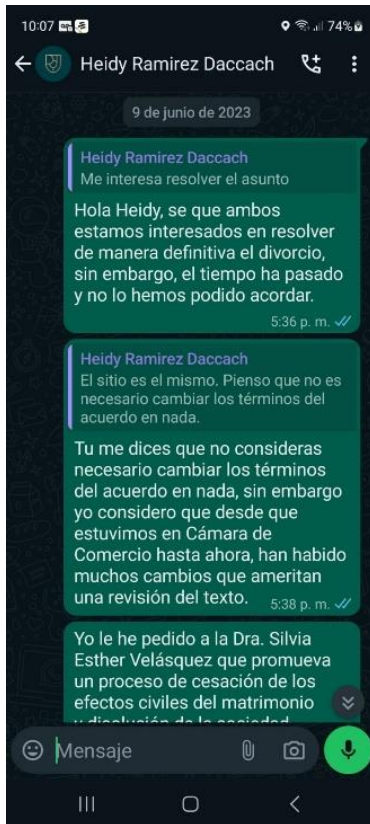 10:07 74%
Heidy Ramirez Daccach
9 de junio de 2023
Heidy Ramirez Daccach
Me interesa resolver el asunto
Hola Heidy, se que ambos
estamos interesados en resolver
de manera definitiva el divorcio,
sin embargo, el tiempo ha pasado
y no lo hemos podido acordar.
5:36 p. m.
Heidy Ramirez Daccach
El sitio es el mismo. Pienso que no es
necesario cambiar los términos del
acuerdo en nada.
Tu me dices que no consideras
necesario cambiar los términos
del acuerdo en nada, sin embargo
yo considero que desde que
estuvimos en Cámara de
Comercio hasta ahora, han habido
muchos cambios que ameritan
una revisión del texto. 5:38 p. m.
Yo le he pedido a la Dra. Silvia
Esther Velásquez que promueva
un proceso de cesación de los
efectos civiles del matrimonio
y disolución de la sociedad
Mensaje